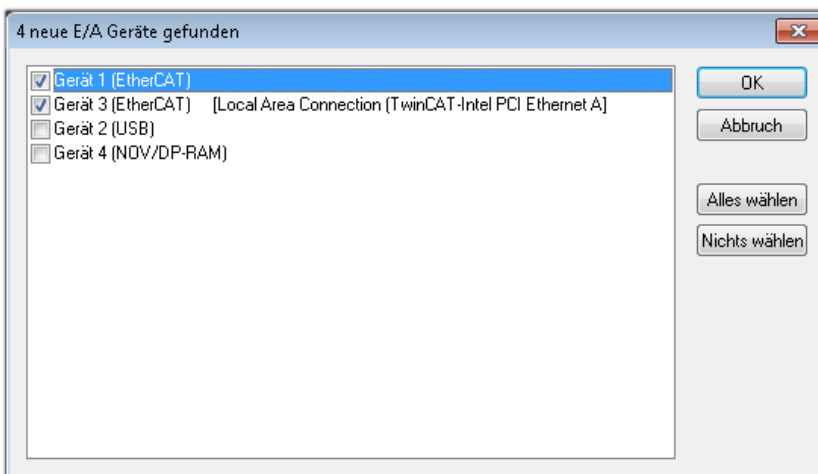 4 neue E/A Geräte gefunden
Gerät 1 (EtherCAT)
Gerät 3 (EtherCAT) [Local Area Connection (TwinCAT-Intel PCI Ethernet A]
Gerät 2 (USB)
Gerät 4 (NOV/DP-RAM)
OK
Abbruch
Alles wählen
Nichts wählen